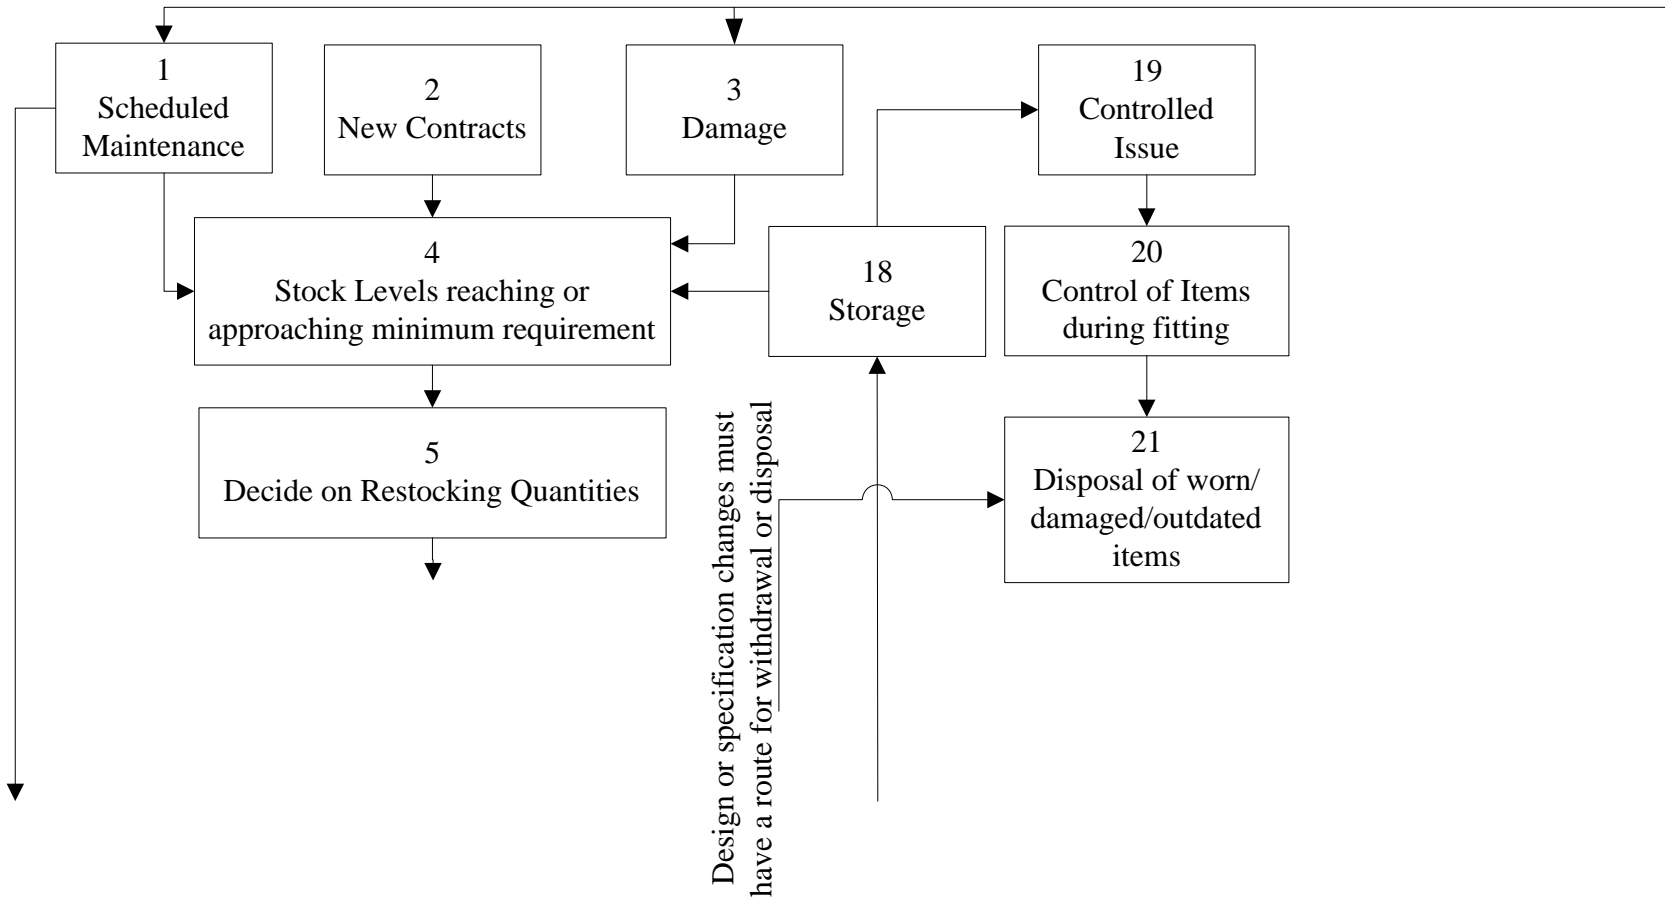 1
Scheduled
Maintenance
2
New Contracts
3
Damage
19
Controlled
Issue
4
Stock Levels reaching or
approaching minimum requirement
18
Storage
20
Control of Items
during fitting
5
Decide on Restocking Quantities
21
Disposal of worn/
damaged/outdated
items
Design or specification changes must
have a route for withdrawal or disposal